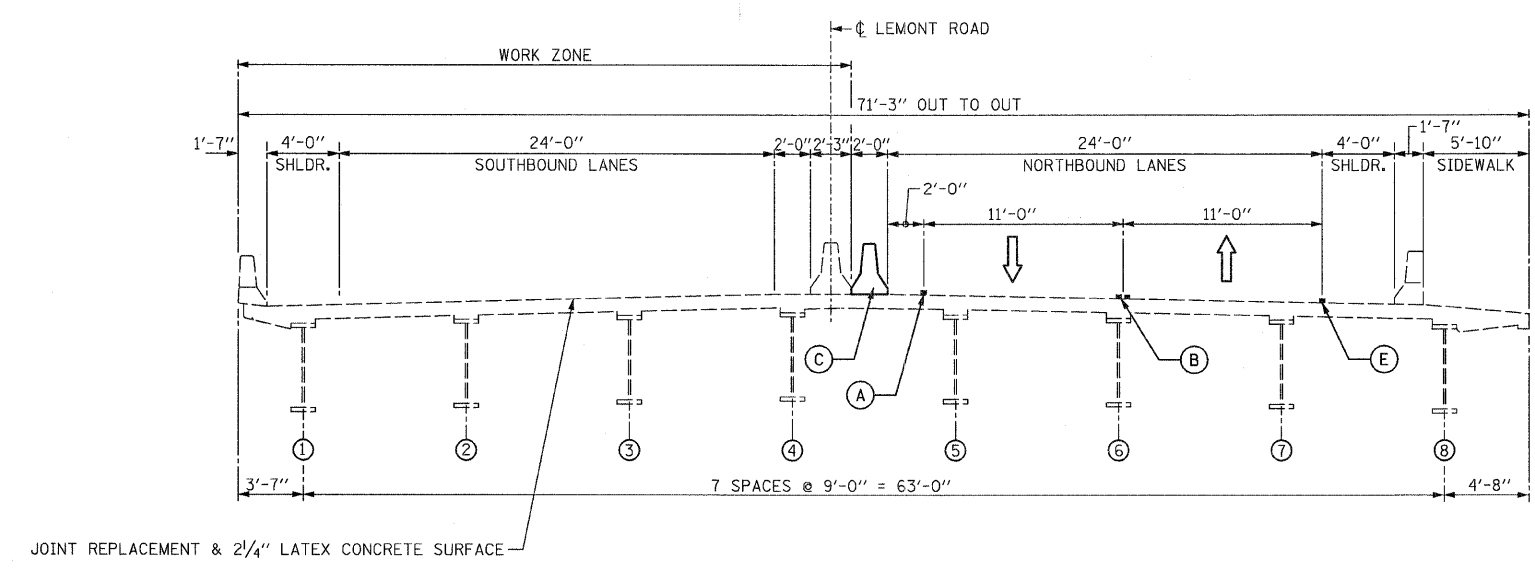 ℄ LEMONT ROAD
WORK ZONE
71'-3" OUT TO OUT
1'-7" 4'-0" 24'-0" 2'-0" 2'-3" 2'-0" 24'-0" 4'-0" 1'-7" 5'-10"
SHLDR. SOUTHBOUND LANES NORTHBOUND LANES SHLDR. SIDEWALK
2'-0"
11'-0" 11'-0"
C B E
A
1 2 3 4 5 6 7 8
3'-7" 7 SPACES @ 9'-0" = 63'-0" 4'-8"
JOINT REPLACEMENT & 2¼" LATEX CONCRETE SURFACE